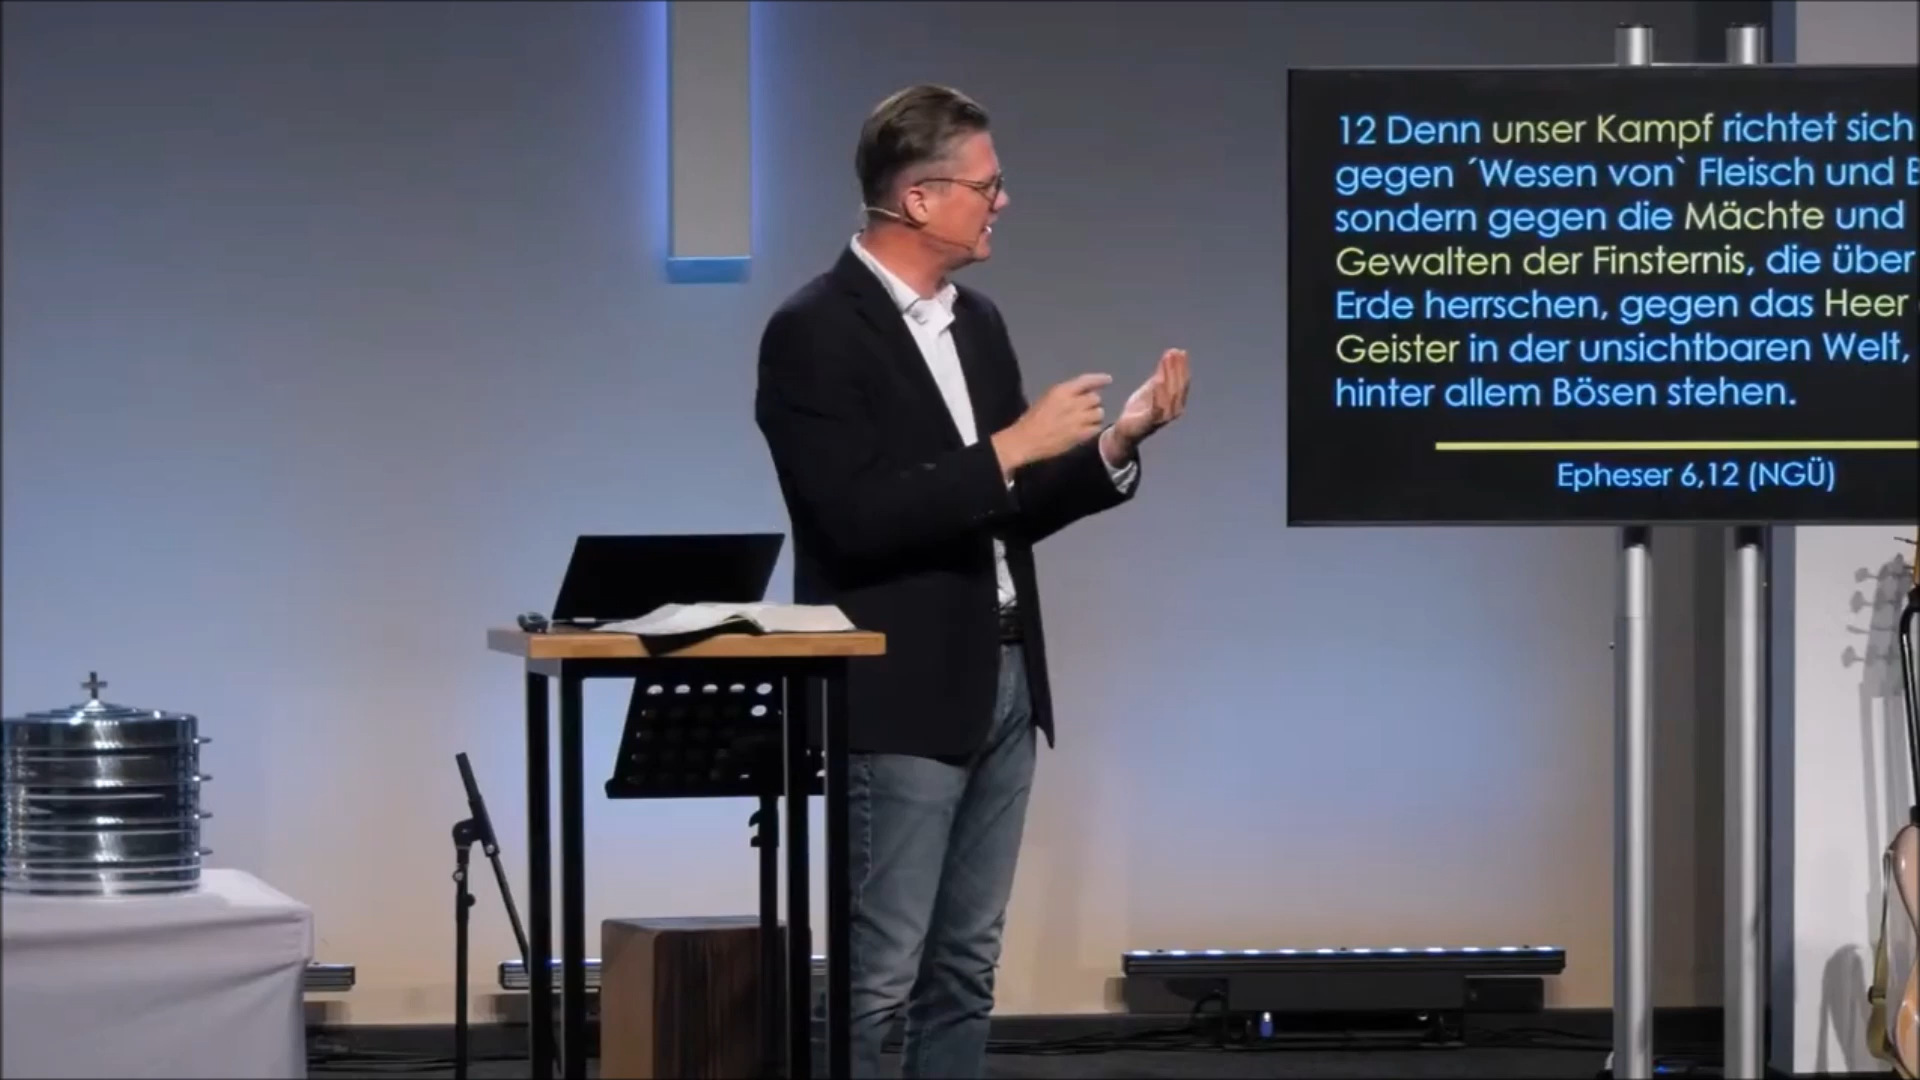 12 Denn unser Kampf richtet sich
gegen ´Wesen von` Fleisch und
sondern gegen die Mächte und
Gewalten der Finsternis, die über
Erde herrschen, gegen das Heer
Geister in der unsichtbaren Welt,
hinter allem Bösen stehen.
Epheser 6,12 (NGÜ)